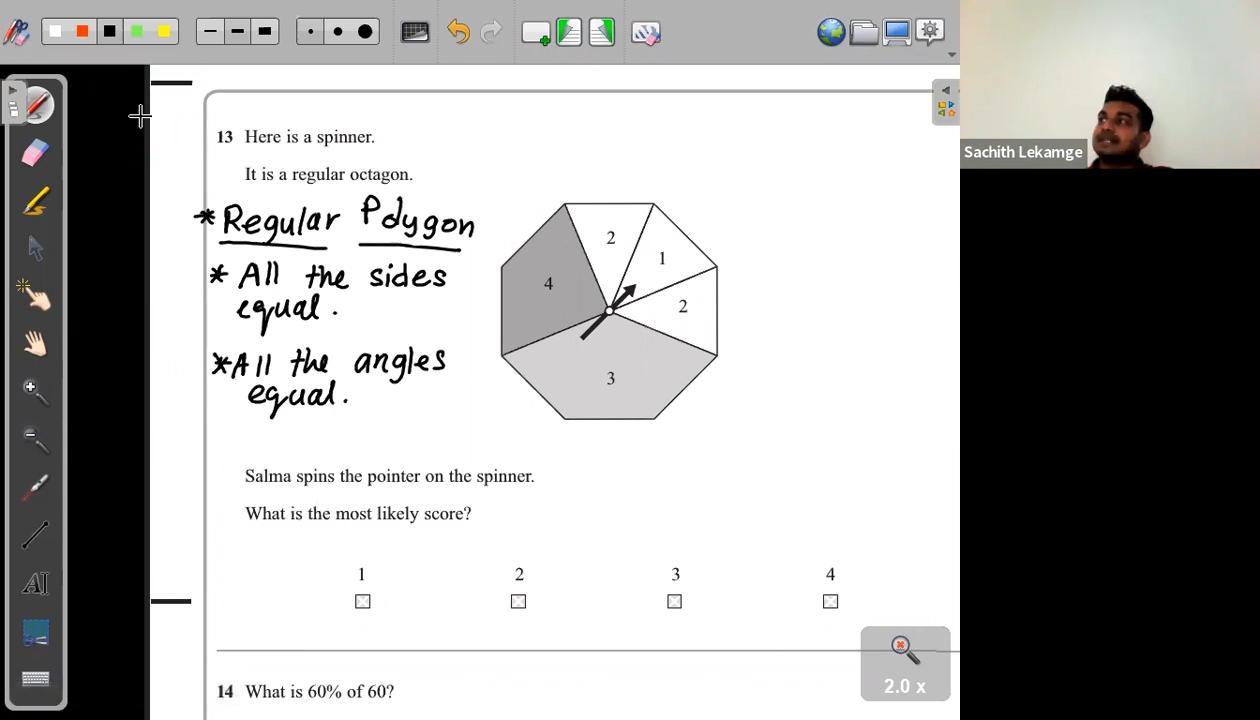 13 Here is a spinner.
It is a regular octagon.
* Regular Polygon
* All the sides
equal.
* All the angles
equal.
2
1
4
2
3
Salma spins the pointer on the spinner.
What is the most likely score?
1 2 3 4
14 What is 60% of 60?
AI
2.0 x
Sachith Lekamge